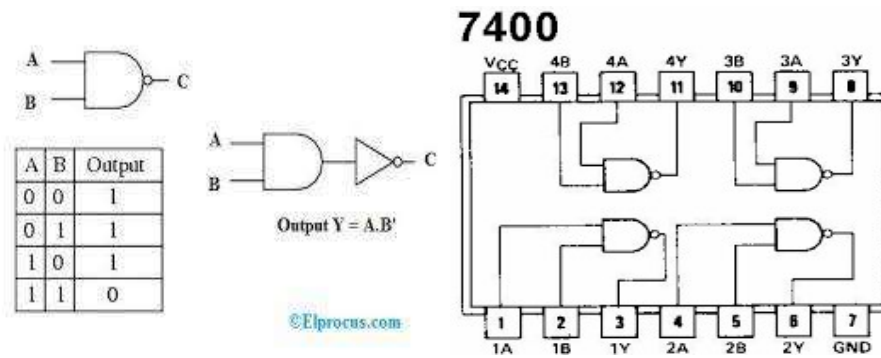 7400
A
B
C
A B Output
0 0 1
0 1 1
1 0 1
1 1 0
A
B
C
Output Y = A.B'
©Elprocus.com
VCC 4B 4A 4Y 3B 3A 3Y
14 13 12 11 10 9 8
1 2 3 4 5 6 7
1A 1B 1Y 2A 2B 2Y GND